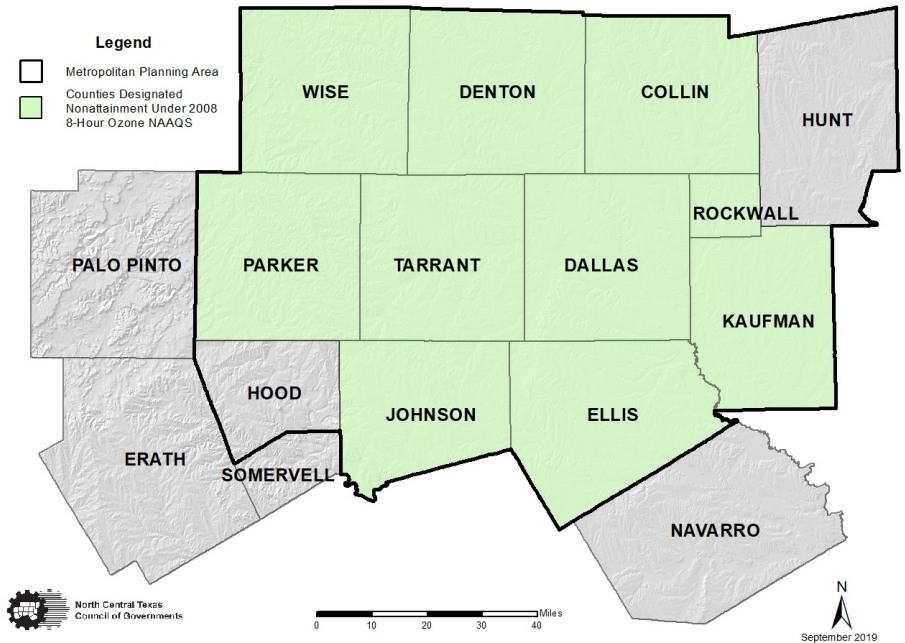 Legend
Metropolitan Planning Area
Counties Designated
Nonattainment Under 2008
8-Hour Ozone NAAQS
WISE
DENTON
COLLIN
HUNT
ROCKWALL
PALO PINTO
PARKER
TARRANT
DALLAS
KAUFMAN
HOOD
JOHNSON
ELLIS
ERATH
SOMERVELL
NAVARRO
North Central Texas
Council of Governments
Miles
0 10 20 30 40
N
September 2019